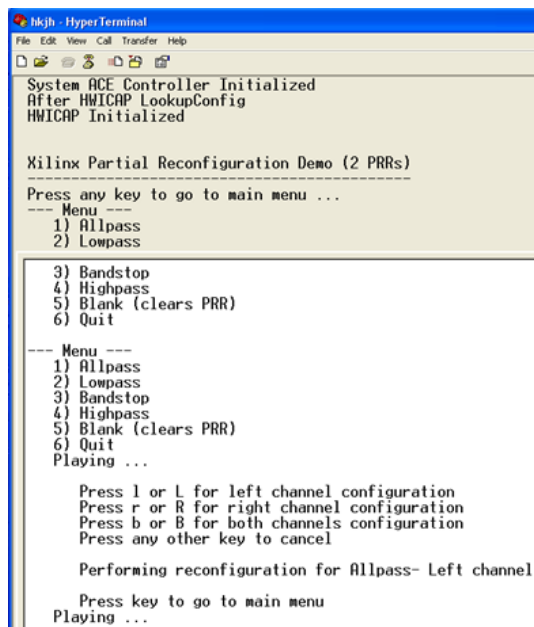 hkjh - HyperTerminal
File Edit View Call Transfer Help
System ACE Controller Initialized
After HWICAP LookupConfig
HWICAP Initialized
Xilinx Partial Reconfiguration Demo (2 PRRs)
--------------------------------------------
Press any key to go to main menu ...
--- Menu ---
1) Allpass
2) Lowpass
3) Bandstop
4) Highpass
5) Blank (clears PRR)
6) Quit
--- Menu ---
1) Allpass
2) Lowpass
3) Bandstop
4) Highpass
5) Blank (clears PRR)
6) Quit
Playing ...
Press l or L for left channel configuration
Press r or R for right channel configuration
Press b or B for both channels configuration
Press any other key to cancel
Performing reconfiguration for Allpass- Left channel
Press key to go to main menu
Playing ...